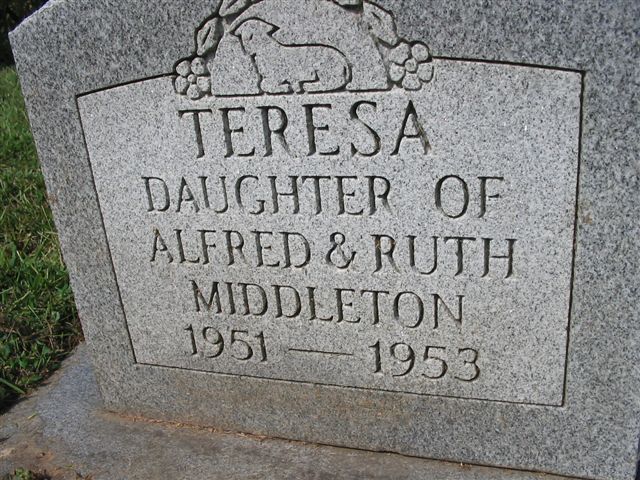 TERESA
DAUGHTER OF
ALFRED & RUTH
MIDDLETON
1951 — 1953